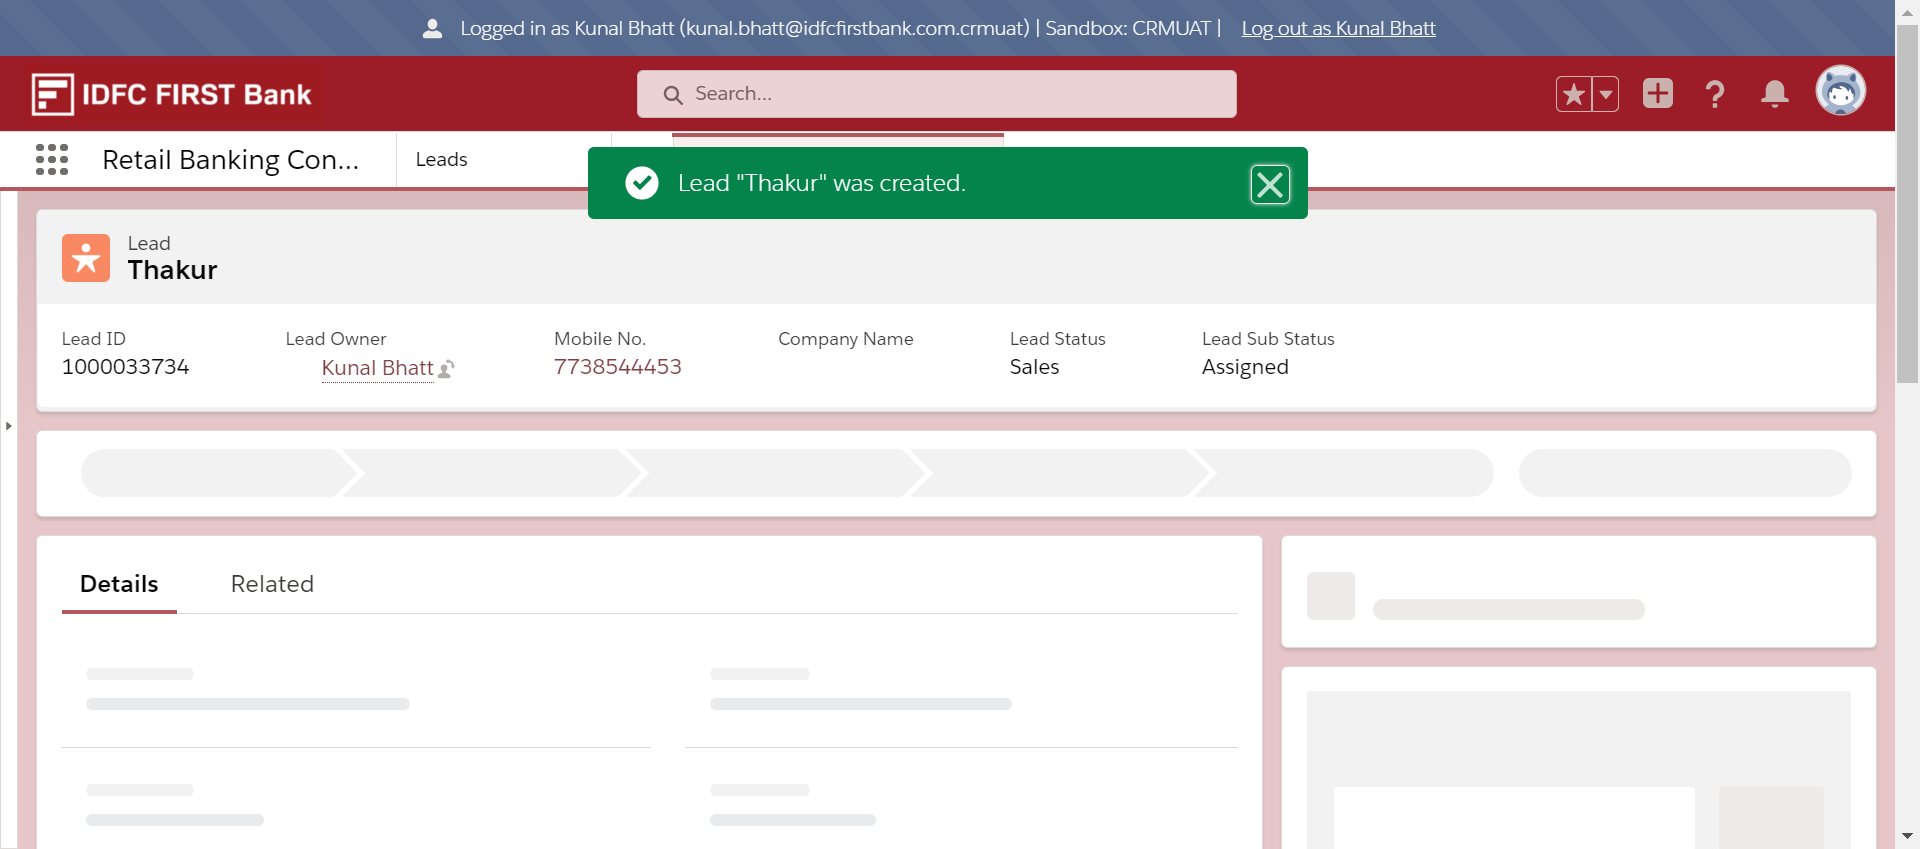 Logged in as Kunal Bhatt (kunal.bhatt@idfcfirstbank.com.crmuat) | Sandbox: CRMUAT | Log out as Kunal Bhatt
IDFC FIRST Bank
Search...
Retail Banking Con...
Leads
Lead "Thakur" was created.
Lead
Thakur
Lead ID
1000033734
Lead Owner
Kunal Bhatt
Mobile No.
7738544453
Company Name
Lead Status
Sales
Lead Sub Status
Assigned
Details
Related